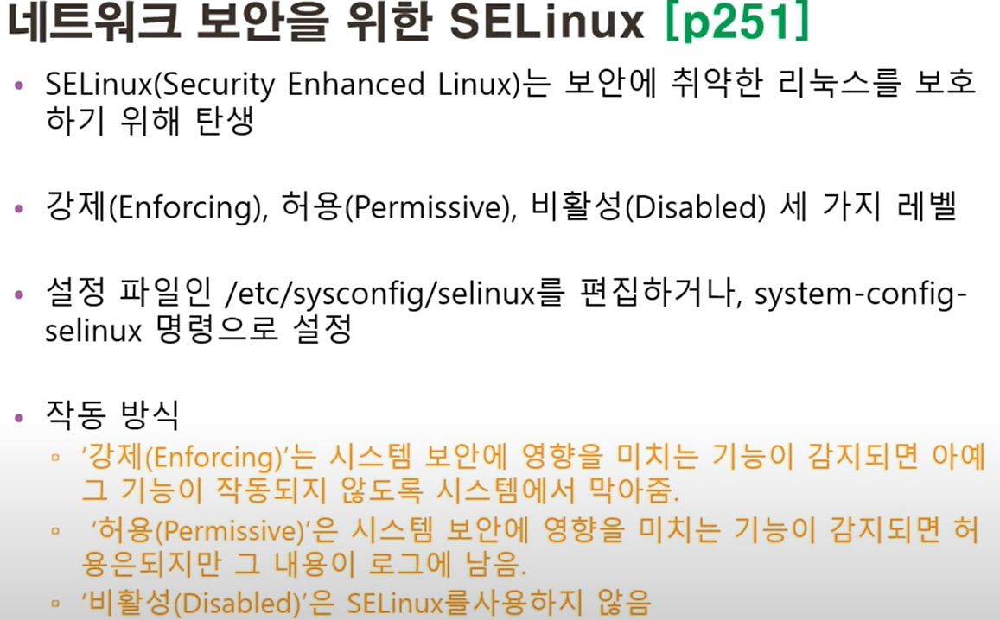 네트워크 보안을 위한 SELinux [p251]
• SELinux(Security Enhanced Linux)는 보안에 취약한 리눅스를 보호
하기 위해 탄생
• 강제(Enforcing), 허용(Permissive), 비활성(Disabled) 세 가지 레벨
• 설정 파일인 /etc/sysconfig/selinux를 편집하거나, system-config-
selinux 명령으로 설정
• 작동 방식
▫ ‘강제(Enforcing)’는 시스템 보안에 영향을 미치는 기능이 감지되면 아예
그 기능이 작동되지 않도록 시스템에서 막아줌.
▫ ‘허용(Permissive)’은 시스템 보안에 영향을 미치는 기능이 감지되면 허
용은되지만 그 내용이 로그에 남음.
▫ ‘비활성(Disabled)’은 SELinux를사용하지 않음